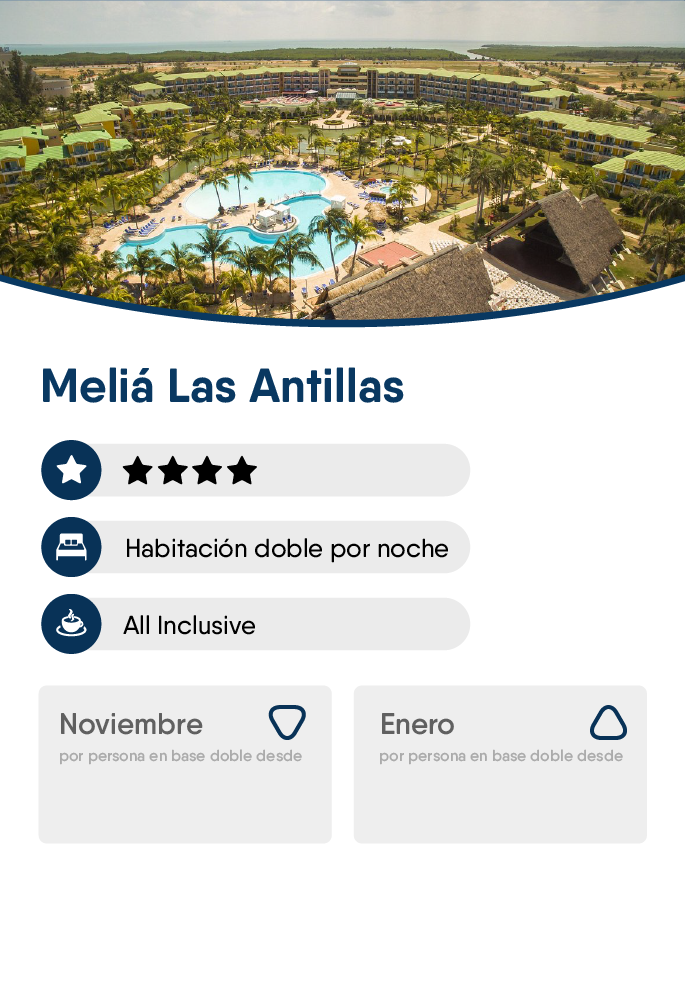 Meliá Las Antillas
Habitación doble por noche
All Inclusive
Noviembre
por persona en base doble desde
Enero
por persona en base doble desde